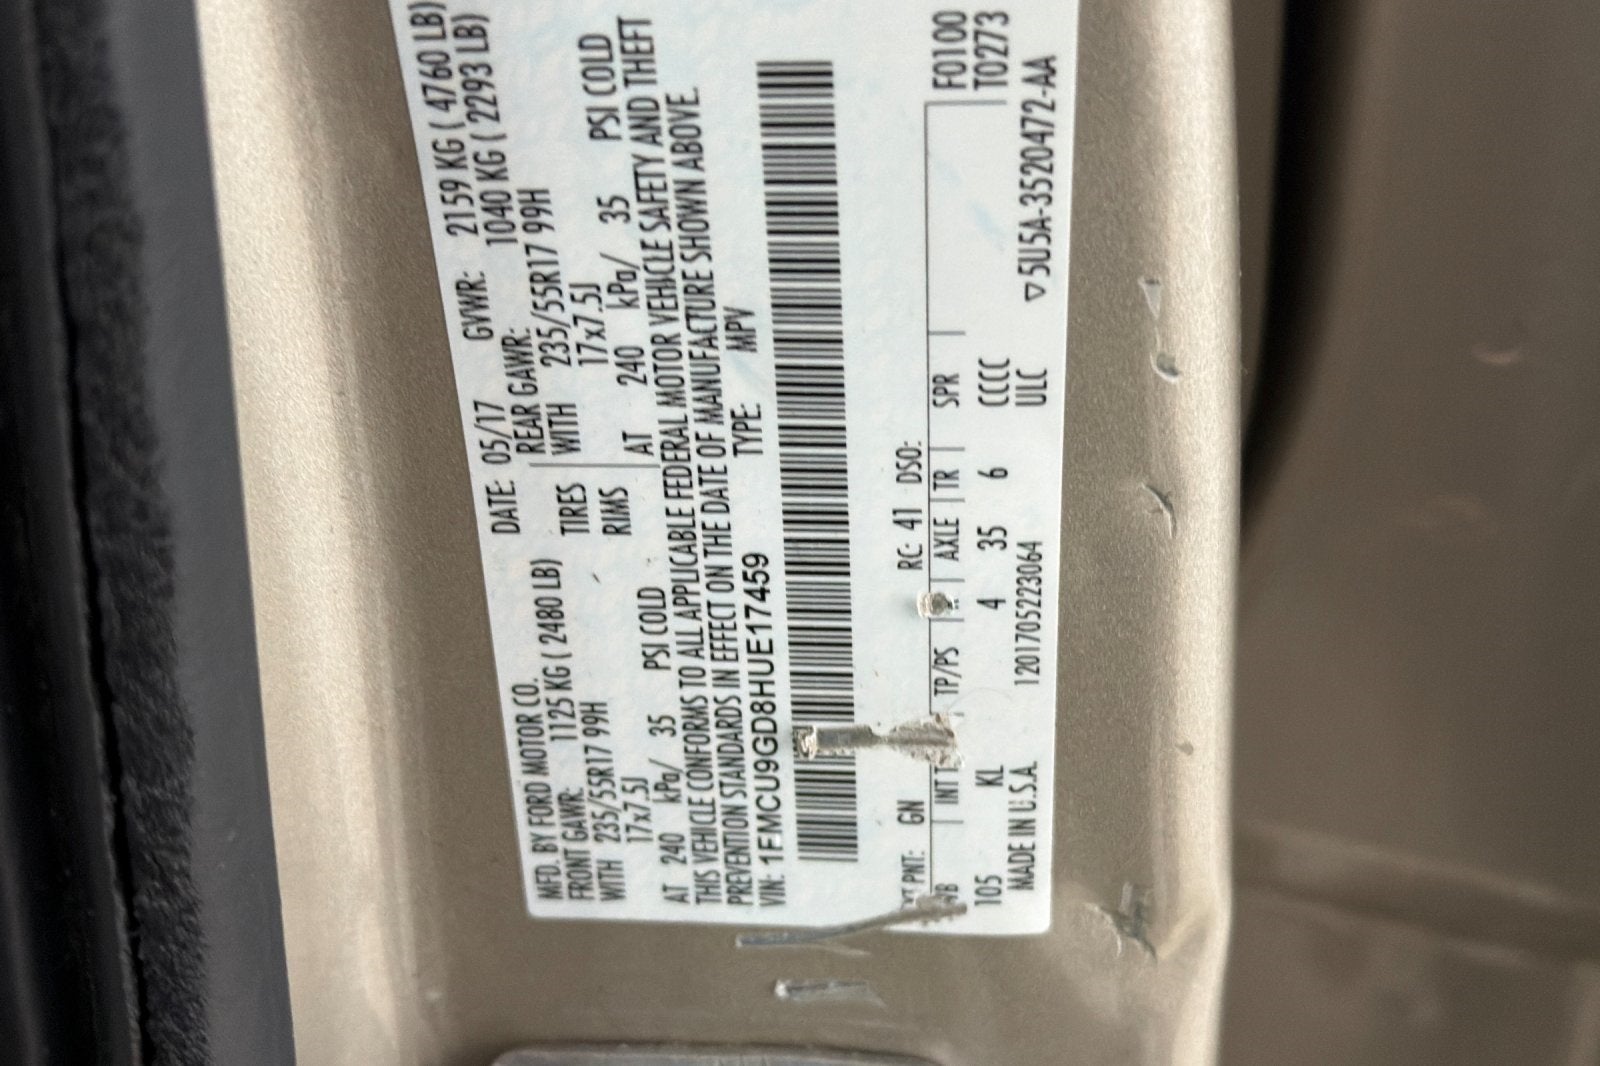 MFD. BY FORD MOTOR CO. DATE: 05/17 GVWR: 2159 KG ( 4760 LB)
FRONT GAWR: 1125 KG ( 2480 LB) REAR GAWR: 1040 KG ( 2293 LB)
WITH 235/55R17 99H TIRES WITH 235/55R17 99H
17x7.5J RIMS 17x7.5J
AT 240 kPa/ 35 PSI COLD AT 240 kPa/ 35 PSI COLD
THIS VEHICLE CONFORMS TO ALL APPLICABLE FEDERAL MOTOR VEHICLE SAFETY AND THEFT
PREVENTION STANDARDS IN EFFECT ON THE DATE OF MANUFACTURE SHOWN ABOVE.
VIN: 1FMCU9GD8HUE17459 TYPE: MPV
PNT: GN RC: 41 DSO: F0100
INT TP/PS AXLE TR SPR T0273
105 KL 4 35 6 CCCC
MADE IN U.S.A. 1201705223064 ULC ▽5U5A-3520472-AA